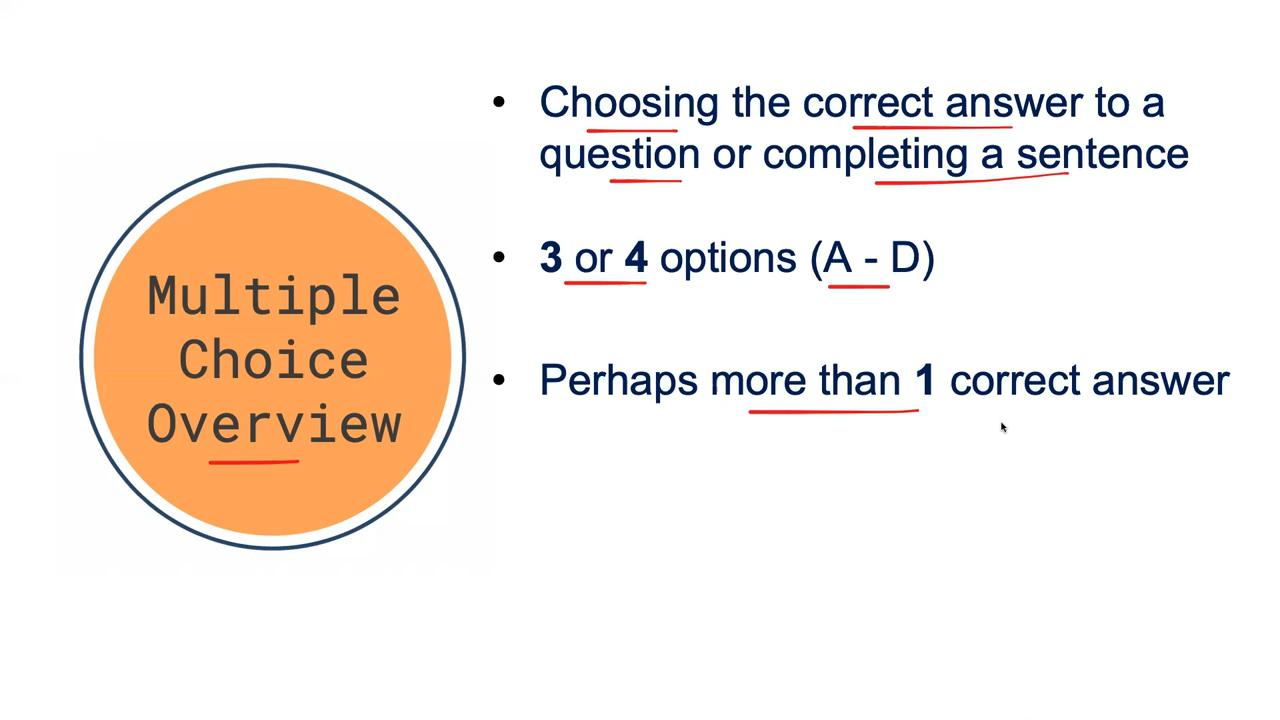 Multiple
Choice
Overview
• Choosing the correct answer to a
question or completing a sentence
• 3 or 4 options (A - D)
• Perhaps more than 1 correct answer